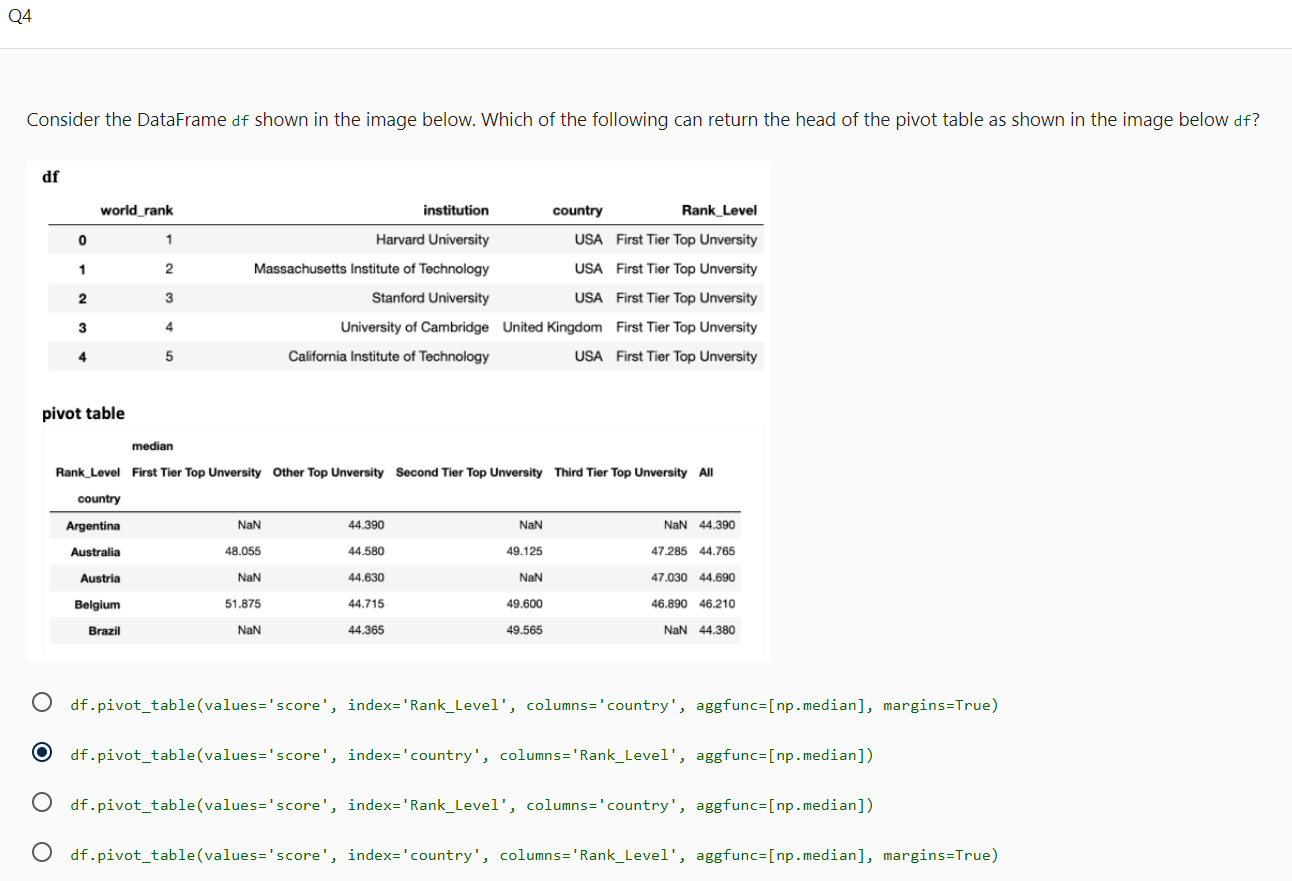 Q4
Consider the DataFrame df shown in the image below. Which of the following can return the head of the pivot table as shown in the image below df?
df
world_rank institution country Rank_Level
0 1 Harvard University USA First Tier Top Unversity
1 2 Massachusetts Institute of Technology USA First Tier Top Unversity
2 3 Stanford University USA First Tier Top Unversity
3 4 University of Cambridge United Kingdom First Tier Top Unversity
4 5 California Institute of Technology USA First Tier Top Unversity
pivot table
median
Rank_Level First Tier Top Unversity Other Top Unversity Second Tier Top Unversity Third Tier Top Unversity All
country
Argentina NaN 44.390 NaN NaN 44.390
Australia 48.055 44.580 49.125 47.285 44.765
Austria NaN 44.630 NaN 47.030 44.690
Belgium 51.875 44.715 49.600 46.890 46.210
Brazil NaN 44.365 49.565 NaN 44.380
df.pivot_table(values='score', index='Rank_Level', columns='country', aggfunc=[np.median], margins=True)
df.pivot_table(values='score', index='country', columns='Rank_Level', aggfunc=[np.median])
df.pivot_table(values='score', index='Rank_Level', columns='country', aggfunc=[np.median])
df.pivot_table(values='score', index='country', columns='Rank_Level', aggfunc=[np.median], margins=True)